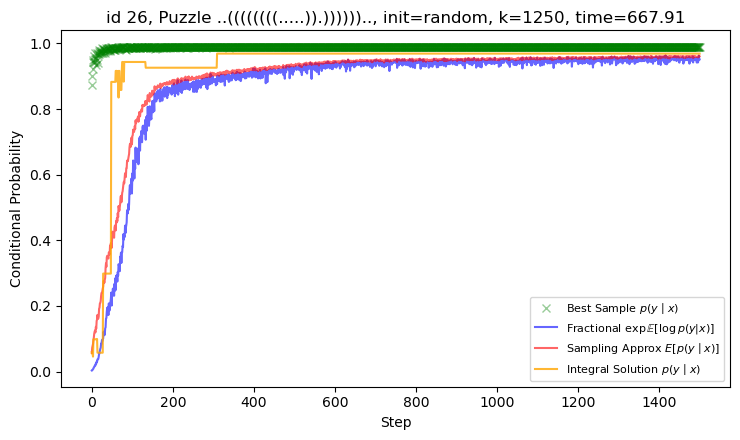 id 26, Puzzle ..((((((((.....)).)))))).., init=random, k=1250, time=667.91
Conditional Probability
1.0
0.8
0.6
0.4
0.2
0.0
Best Sample p(y | x)
Fractional exp𝔼[log p(y|x)]
Sampling Approx E[p(y | x)]
Integral Solution p(y | x)
0 200 400 600 800 1000 1200 1400
Step